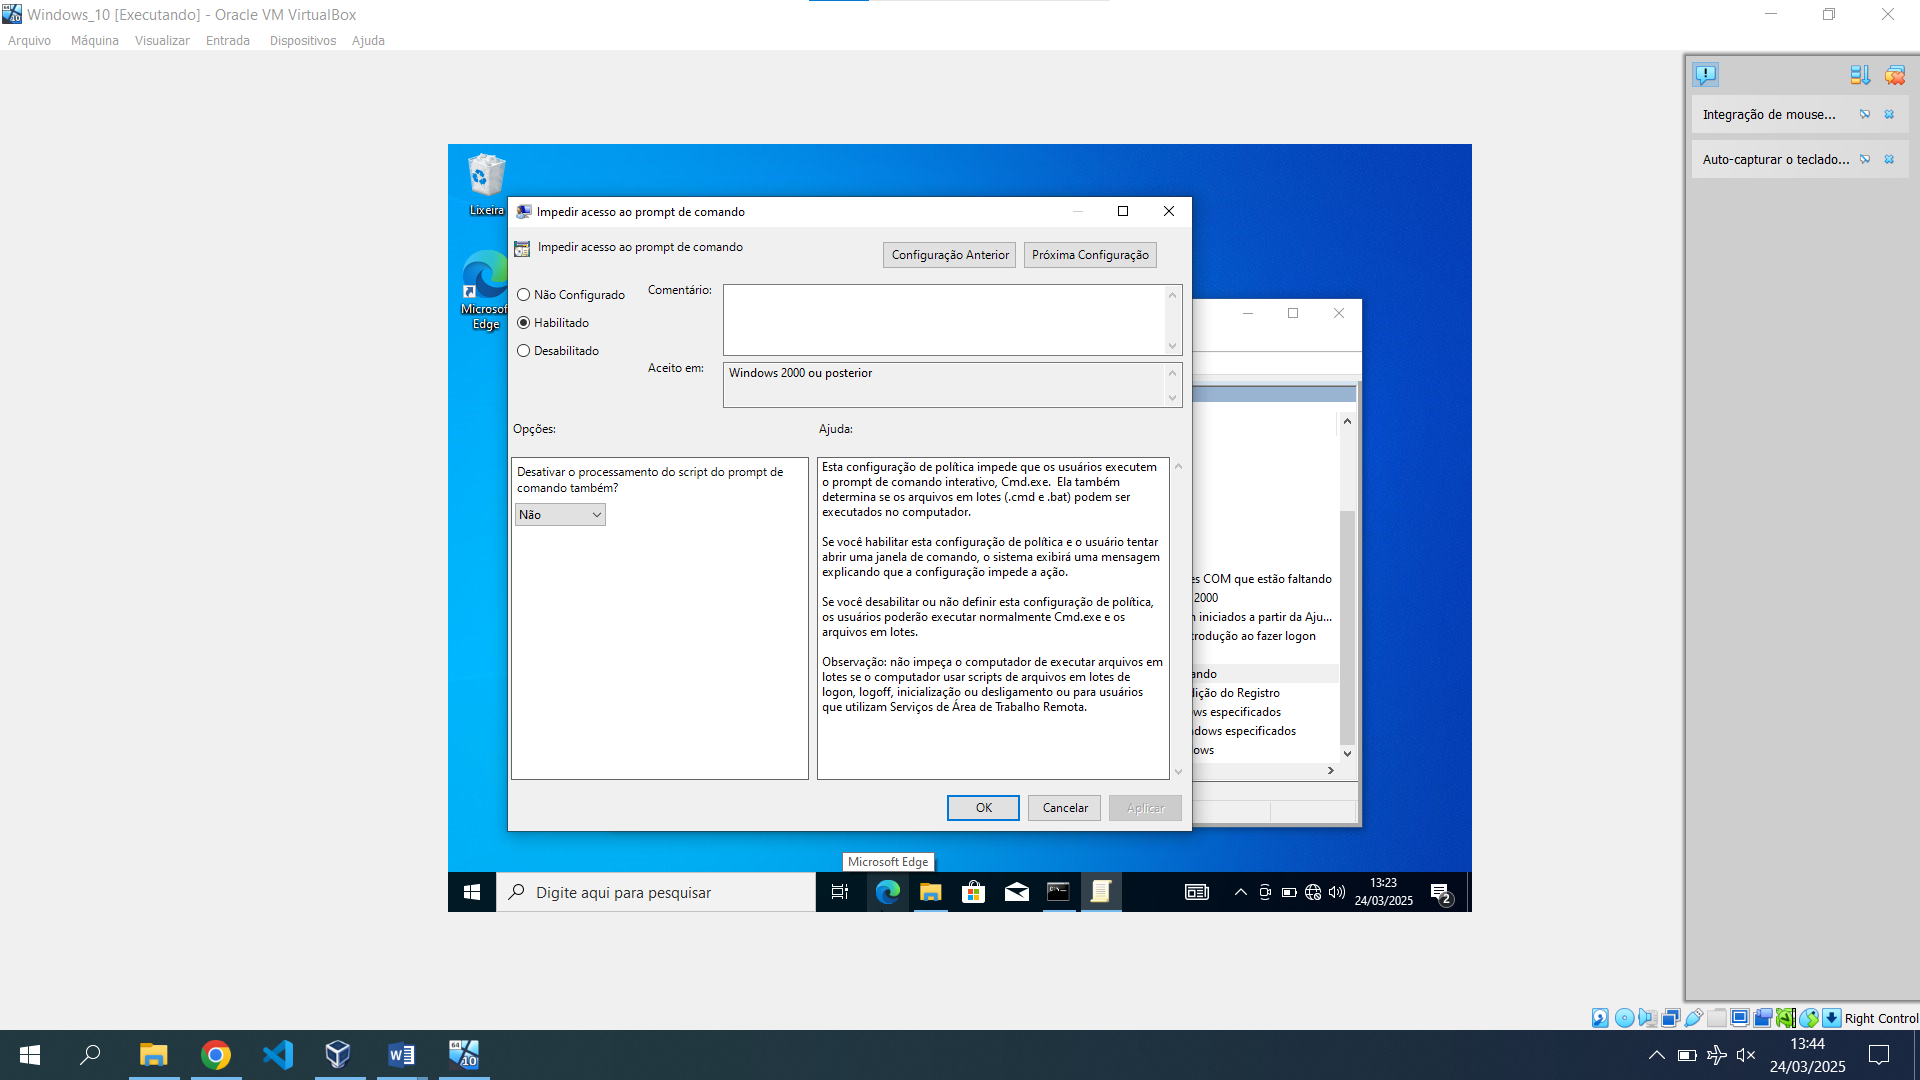 Windows_10 [Executando] - Oracle VM VirtualBox
Arquivo Máquina Visualizar Entrada Dispositivos Ajuda
Integração de mouse...
Auto-capturar o teclado...
Lixeira
Microsof
Edge
Impedir acesso ao prompt de comando
Impedir acesso ao prompt de comando
Configuração Anterior Próxima Configuração
Não Configurado
Habilitado
Desabilitado
Comentário:
Aceito em:
Windows 2000 ou posterior
Opções:
Ajuda:
Desativar o processamento do script do prompt de
comando também?
Não
Esta configuração de política impede que os usuários executem
o prompt de comando interativo, Cmd.exe.  Ela também
determina se os arquivos em lotes (.cmd e .bat) podem ser
executados no computador.
Se você habilitar esta configuração de política e o usuário tentar
abrir uma janela de comando, o sistema exibirá uma mensagem
explicando que a configuração impede a ação.
Se você desabilitar ou não definir esta configuração de política,
os usuários poderão executar normalmente Cmd.exe e os
arquivos em lotes.
Observação: não impeça o computador de executar arquivos em
lotes se o computador usar scripts de arquivos em lotes de
logon, logoff, inicialização ou desligamento ou para usuários
que utilizam Serviços de Área de Trabalho Remota.
OK Cancelar Aplicar
es COM que estão faltando
2000
n iniciados a partir da Aju...
trodução ao fazer logon
ando
lição do Registro
ws especificados
ndows especificados
ows
Microsoft Edge
Digite aqui para pesquisar
13:23
24/03/2025
2
Right Control
64
10
13:44
24/03/2025